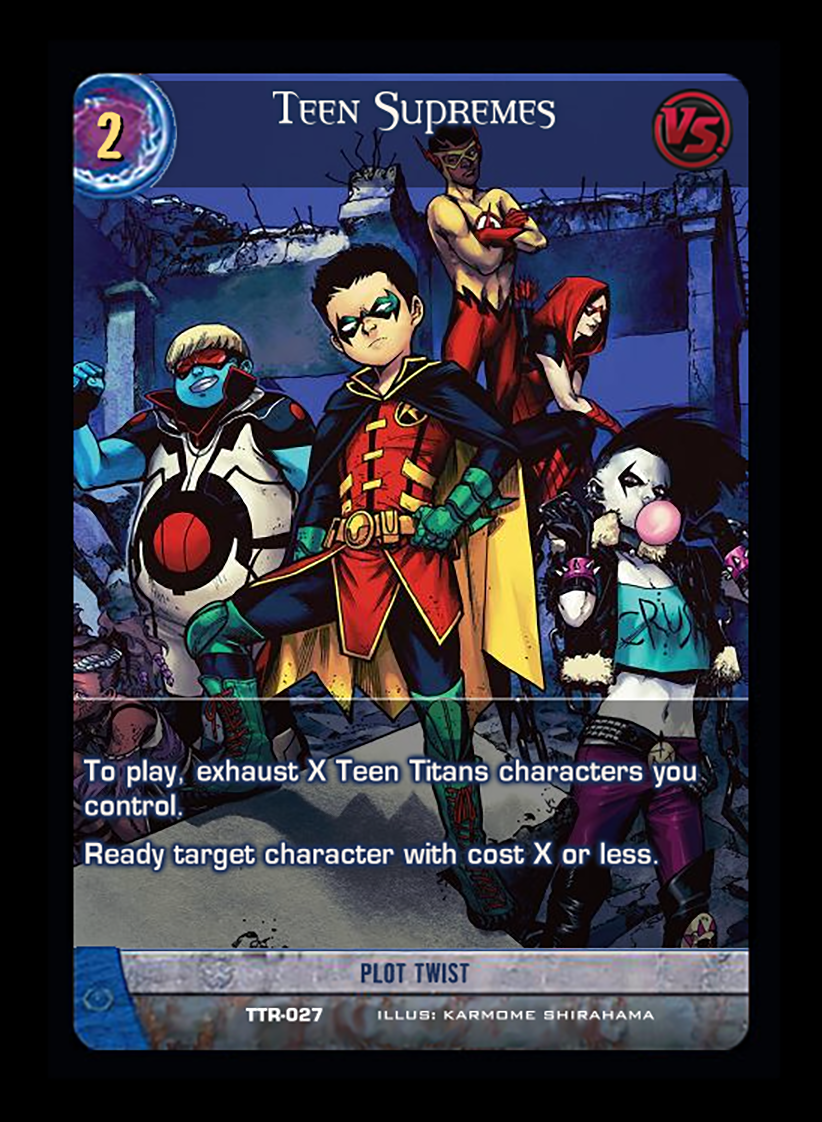 2
Teen Supremes
VS.
To play, exhaust X Teen Titans characters you
control.
Ready target character with cost X or less.
PLOT TWIST
TTR-027 ILLUS: KARMOME SHIRAHAMA